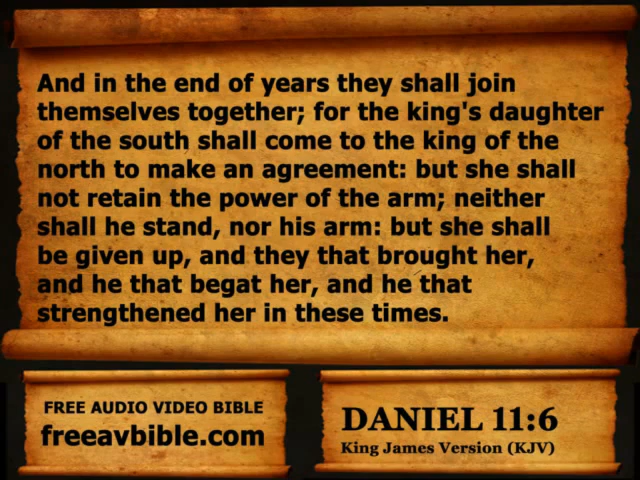 And in the end of years they shall join
themselves together; for the king's daughter
of the south shall come to the king of the
north to make an agreement: but she shall
not retain the power of the arm; neither
shall he stand, nor his arm: but she shall
be given up, and they that brought her,
and he that begat her, and he that
strengthened her in these times.
FREE AUDIO VIDEO BIBLE
freeavbible.com
DANIEL 11:6
King James Version (KJV)